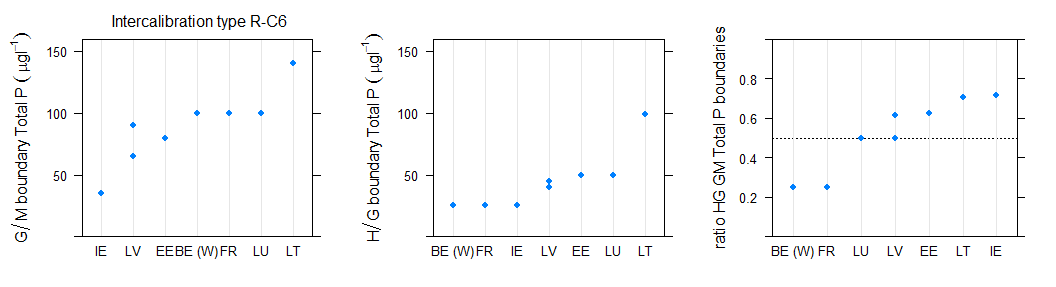 Intercalibration type R-C6
G/M boundary Total P ( µgl⁻¹)
150
100
50
IE LV EE BE (W) FR LU LT
H/G boundary Total P ( µgl⁻¹)
150
100
50
BE (W) FR IE LV EE LU LT
ratio HG GM Total P boundaries
0.8
0.6
0.4
0.2
BE (W) FR LU LV EE LT IE